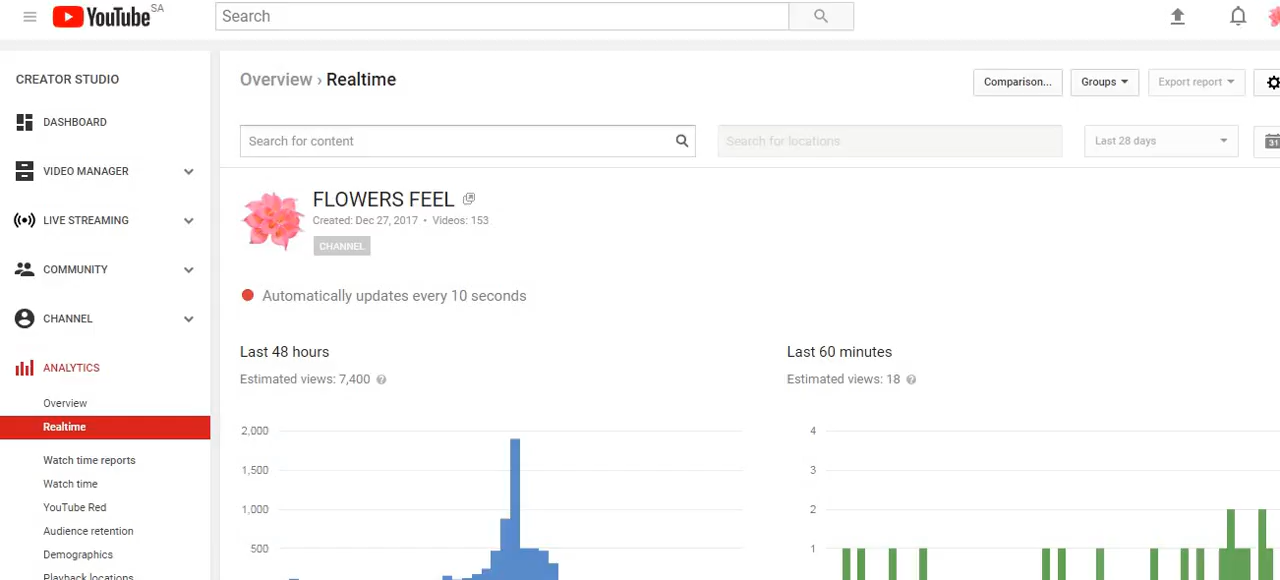 YouTube SA
Search
CREATOR STUDIO
DASHBOARD
VIDEO MANAGER
LIVE STREAMING
COMMUNITY
CHANNEL
ANALYTICS
Overview
Realtime
Watch time reports
Watch time
YouTube Red
Audience retention
Demographics
Playback locations
Overview › Realtime
Comparison... Groups Export report
Search for content Search for locations Last 28 days 31
FLOWERS FEEL
Created: Dec 27, 2017 • Videos: 153
CHANNEL
Automatically updates every 10 seconds
Last 48 hours
Estimated views: 7,400 ?
2,000
1,500
1,000
500
Last 60 minutes
Estimated views: 18 ?
4
3
2
1